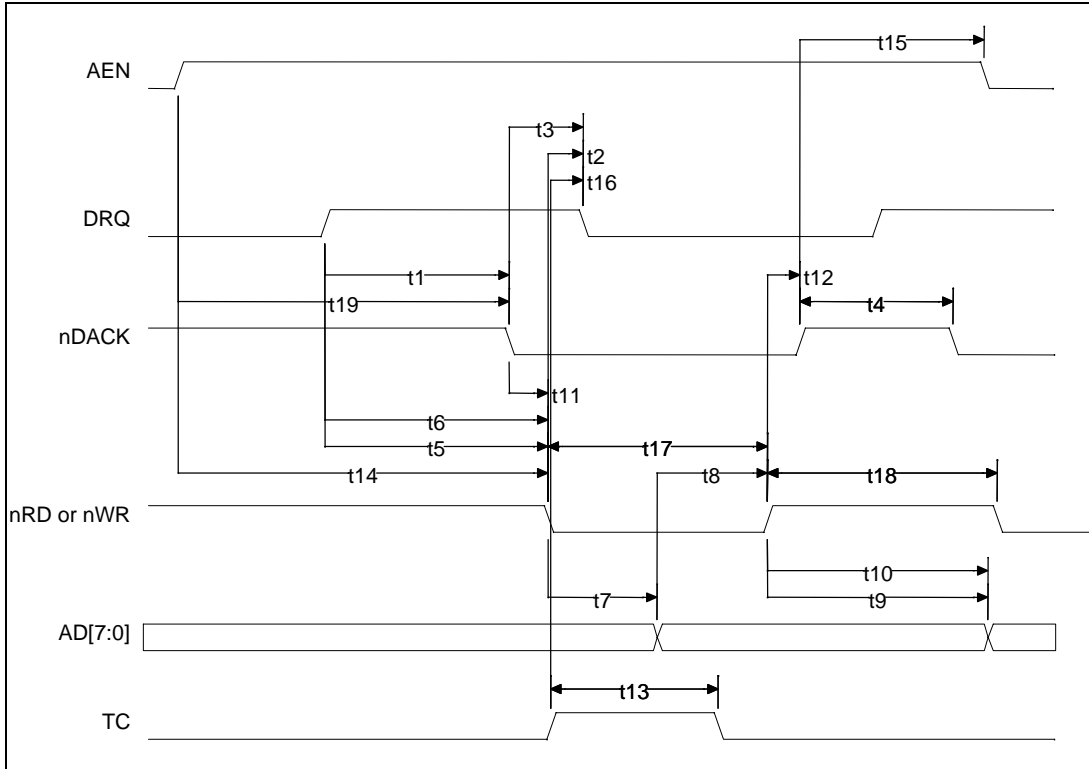 t15
AEN
t3
t2
t16
DRQ
t1
t12
t19
t4
nDACK
t11
t6
t5
t17
t14
t8
t18
nRD or nWR
t10
t7
t9
AD[7:0]
t13
TC